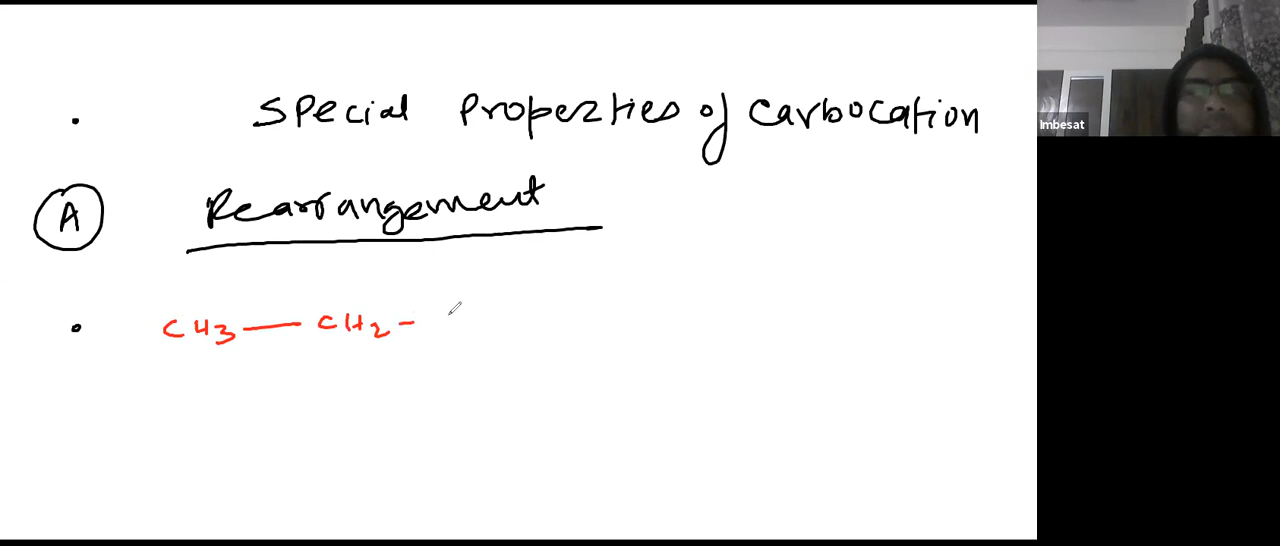 Special Properties of Carbocation
A Rearrangement
CH3 — CH2 -
Imbesat